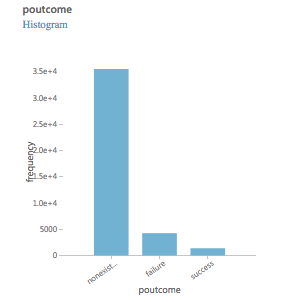 poutcome
Histogram
frequency
3.5e+4
3.0e+4
2.5e+4
2.0e+4
1.5e+4
1.0e+4
5000
0
nonexist...
failure
success
poutcome